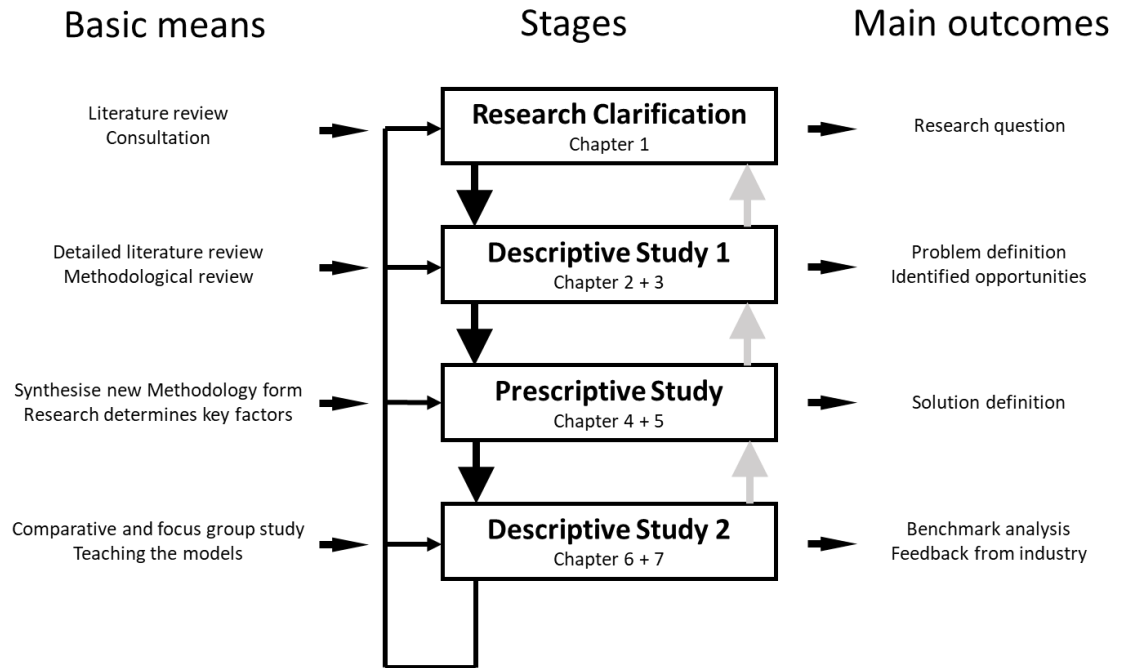 Basic means
Stages
Main outcomes
Literature review
Consultation
Research Clarification
Chapter 1
Research question
Detailed literature review
Methodological review
Descriptive Study 1
Chapter 2 + 3
Problem definition
Identified opportunities
Synthesise new Methodology form
Research determines key factors
Prescriptive Study
Chapter 4 + 5
Solution definition
Comparative and focus group study
Teaching the models
Descriptive Study 2
Chapter 6 + 7
Benchmark analysis
Feedback from industry